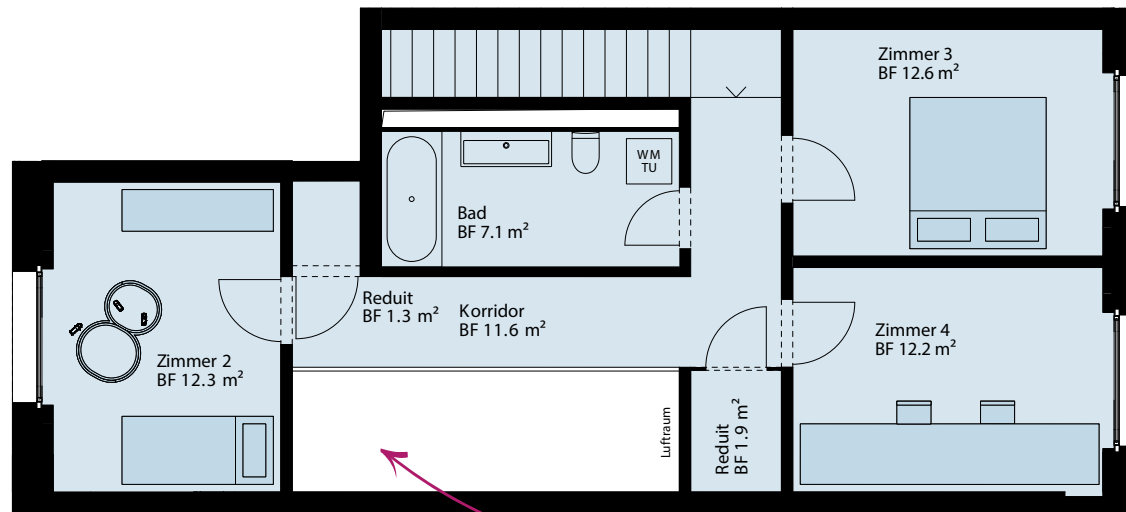 Zimmer 3
BF 12.6 m²
WM
TU
Bad
BF 7.1 m²
Reduit
BF 1.3 m²
Korridor
BF 11.6 m²
Zimmer 4
BF 12.2 m²
Zimmer 2
BF 12.3 m²
Luftraum
Reduit
BF 1.9 m²